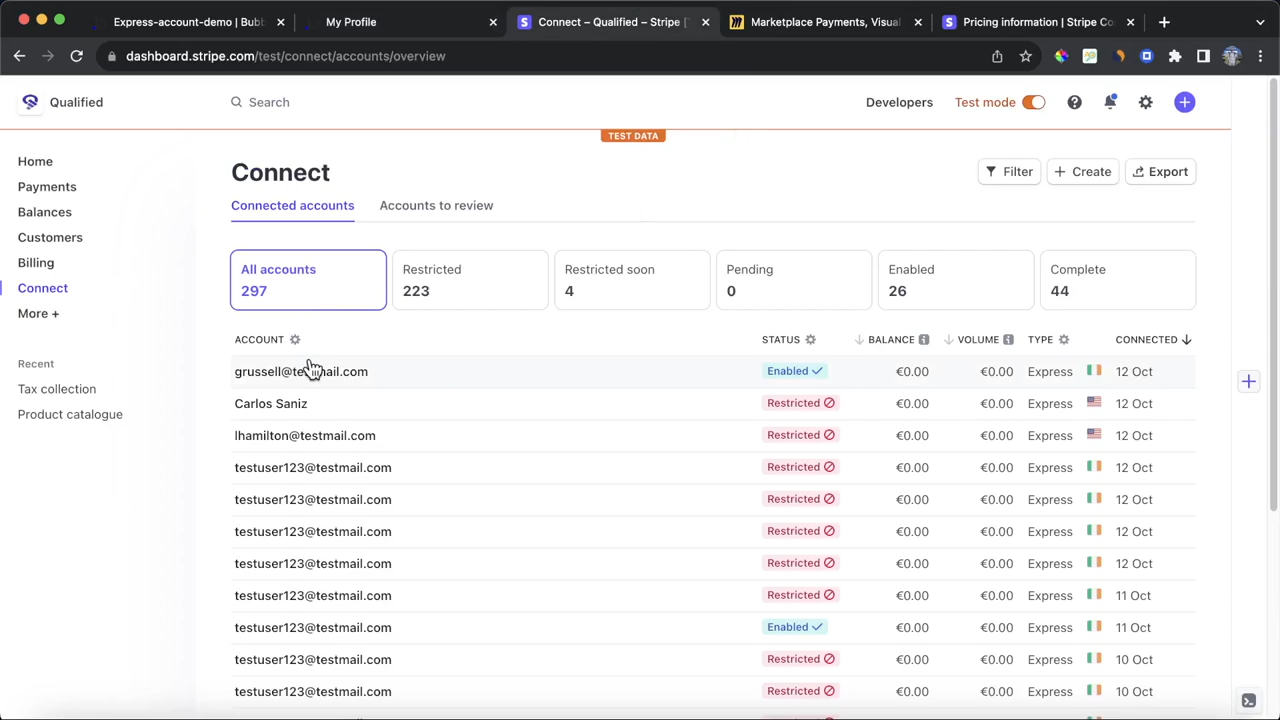 Express-account-demo | Bubb
My Profile
Connect – Qualified – Stripe [
Marketplace Payments, Visual
Pricing information | Stripe Co
dashboard.stripe.com/test/connect/accounts/overview
Qualified
Search
Developers
Test mode
TEST DATA
Home
Payments
Balances
Customers
Billing
Connect
More +
Recent
Tax collection
Product catalogue
Connect
Filter
Create
Export
Connected accounts
Accounts to review
All accounts
297
Restricted
223
Restricted soon
4
Pending
0
Enabled
26
Complete
44
ACCOUNT STATUS BALANCE VOLUME TYPE CONNECTED
grussell@testmail.com Enabled €0.00 €0.00 Express 12 Oct
Carlos Saniz Restricted €0.00 €0.00 Express 12 Oct
lhamilton@testmail.com Restricted €0.00 €0.00 Express 12 Oct
testuser123@testmail.com Restricted €0.00 €0.00 Express 12 Oct
testuser123@testmail.com Restricted €0.00 €0.00 Express 12 Oct
testuser123@testmail.com Restricted €0.00 €0.00 Express 12 Oct
testuser123@testmail.com Restricted €0.00 €0.00 Express 12 Oct
testuser123@testmail.com Restricted €0.00 €0.00 Express 11 Oct
testuser123@testmail.com Enabled €0.00 €0.00 Express 11 Oct
testuser123@testmail.com Restricted €0.00 €0.00 Express 10 Oct
testuser123@testmail.com Restricted €0.00 €0.00 Express 10 Oct